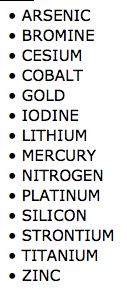 • ARSENIC
• BROMINE
• CESIUM
• COBALT
• GOLD
• IODINE
• LITHIUM
• MERCURY
• NITROGEN
• PLATINUM
• SILICON
• STRONTIUM
• TITANIUM
• ZINC